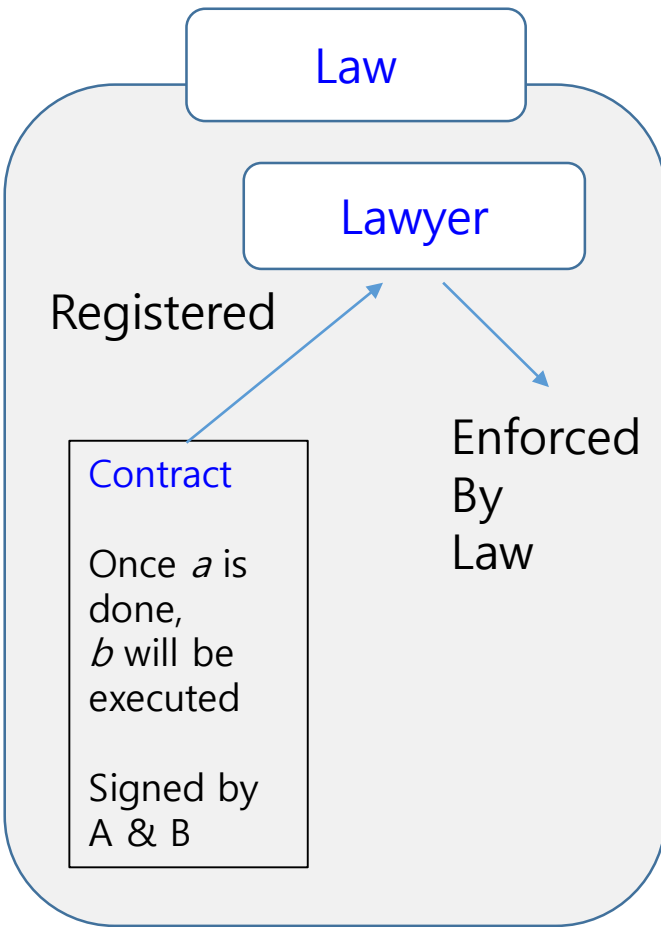 Law
Lawyer
Registered
Contract
Once a is
done,
b will be
executed
Signed by
A & B
Enforced
By
Law